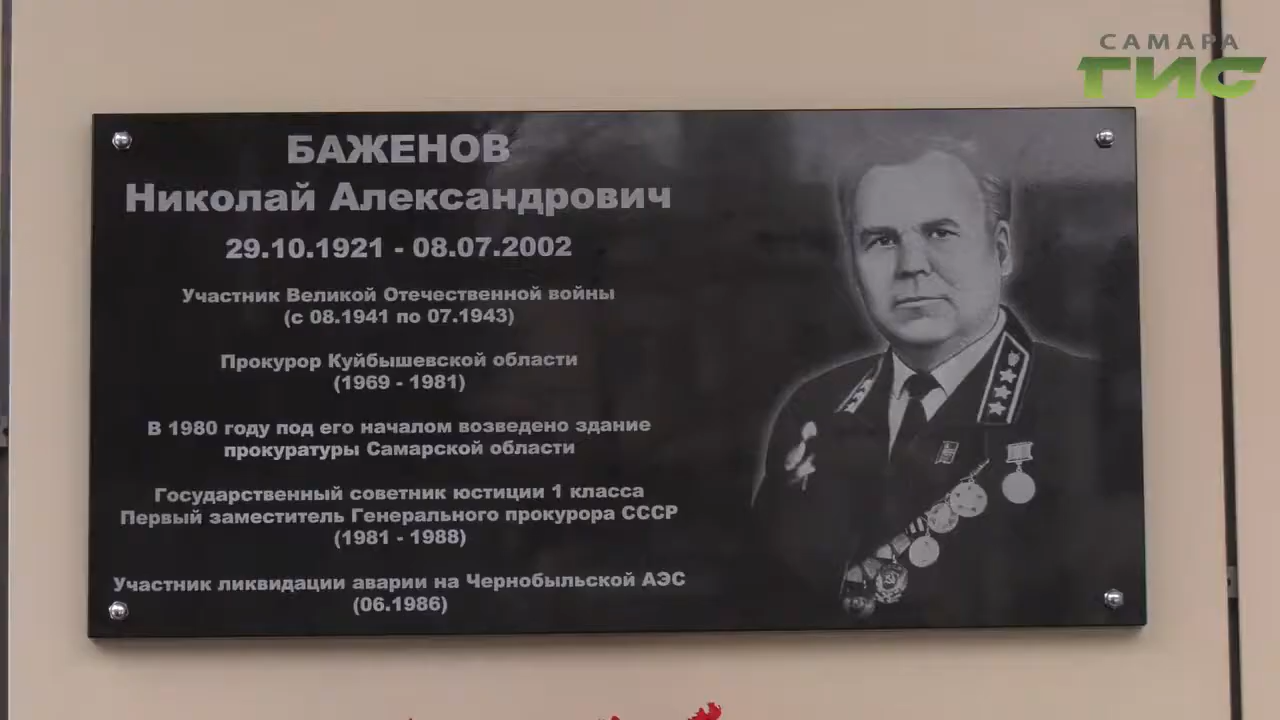 САМАРА
ГИС
БАЖЕНОВ
Николай Александрович
29.10.1921 - 08.07.2002
Участник Великой Отечественной войны
(с 08.1941 по 07.1943)
Прокурор Куйбышевской области
(1969 - 1981)
В 1980 году под его началом возведено здание
прокуратуры Самарской области
Государственный советник юстиции 1 класса
Первый заместитель Генерального прокурора СССР
(1981 - 1988)
Участник ликвидации аварии на Чернобыльской АЭС
(06.1986)